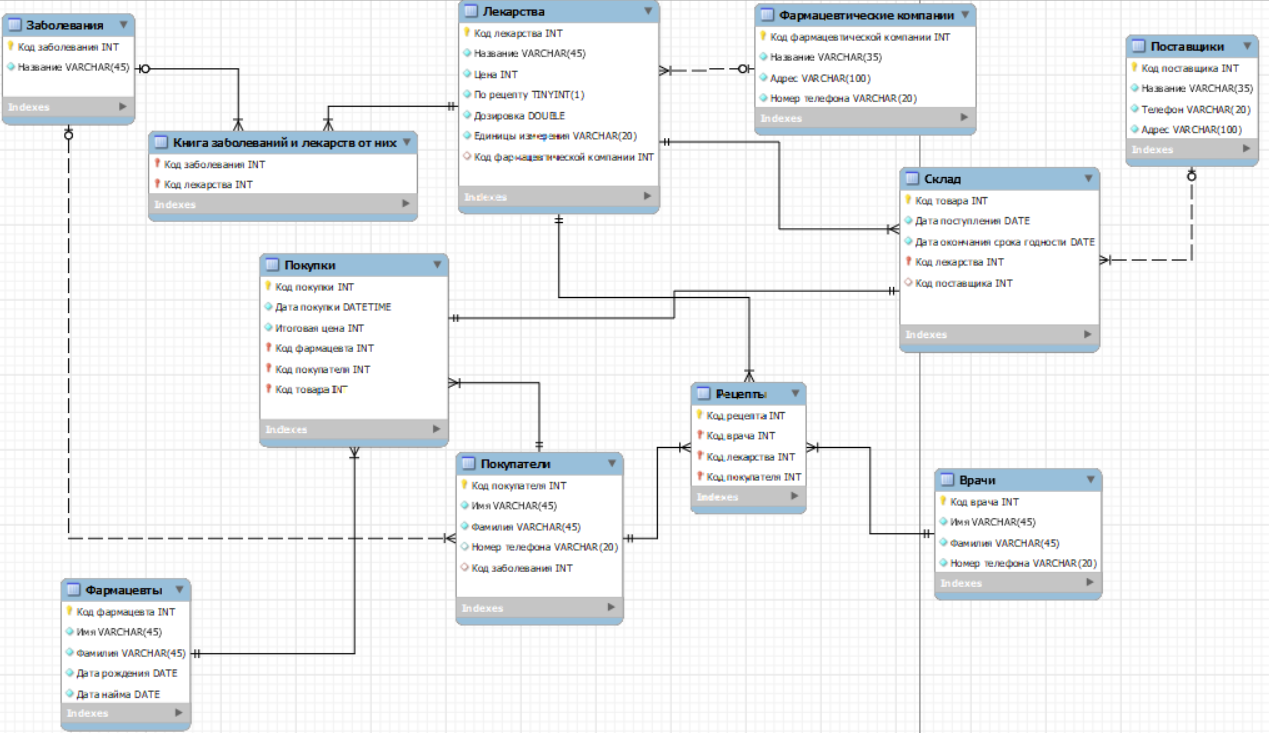 Заболевания
Код заболевания INT
Название VARCHAR(45)
Indexes
Лекарства
Код лекарства INT
Название VARCHAR(45)
Цена INT
По рецепту TINYINT(1)
Дозировка DOUBLE
Единицы измерения VARCHAR(20)
Код фармацевтической компании INT
Indexes
Фармацевтические компании
Код фармацевтической компании INT
Название VARCHAR(35)
Адрес VARCHAR(100)
Номер телефона VARCHAR(20)
Indexes
Поставщики
Код поставщика INT
Название VARCHAR(35)
Телефон VARCHAR(20)
Адрес VARCHAR(100)
Indexes
Книга заболеваний и лекарств от них
Код заболевания INT
Код лекарства INT
Indexes
Склад
Код товара INT
Дата поступления DATE
Дата окончания срока годности DATE
Код лекарства INT
Код поставщика INT
Indexes
Покупки
Код покупки INT
Дата покупки DATETIME
Итоговая цена INT
Код фармацевта INT
Код покупателя INT
Код товара INT
Indexes
Рецепты
Код рецепта INT
Код врача INT
Код лекарства INT
Код покупателя INT
Indexes
Покупатели
Код покупателя INT
Имя VARCHAR(45)
Фамилия VARCHAR(45)
Номер телефона VARCHAR(20)
Код заболевания INT
Indexes
Врачи
Код врача INT
Имя VARCHAR(45)
Фамилия VARCHAR(45)
Номер телефона VARCHAR(20)
Indexes
Фармацевты
Код фармацевта INT
Имя VARCHAR(45)
Фамилия VARCHAR(45)
Дата рождения DATE
Дата найма DATE
Indexes